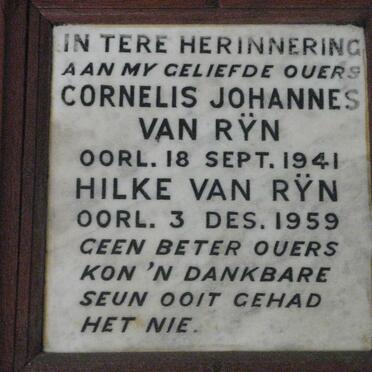 IN TERE HERINNERING
AAN MY GELIEFDE OUERS
CORNELIS JOHANNES
VAN RŸN
OORL. 18 SEPT. 1941
HILKE VAN RŸN
OORL. 3 DES. 1959
GEEN BETER OUERS
KON 'N DANKBARE
SEUN OOIT GEHAD
HET NIE.